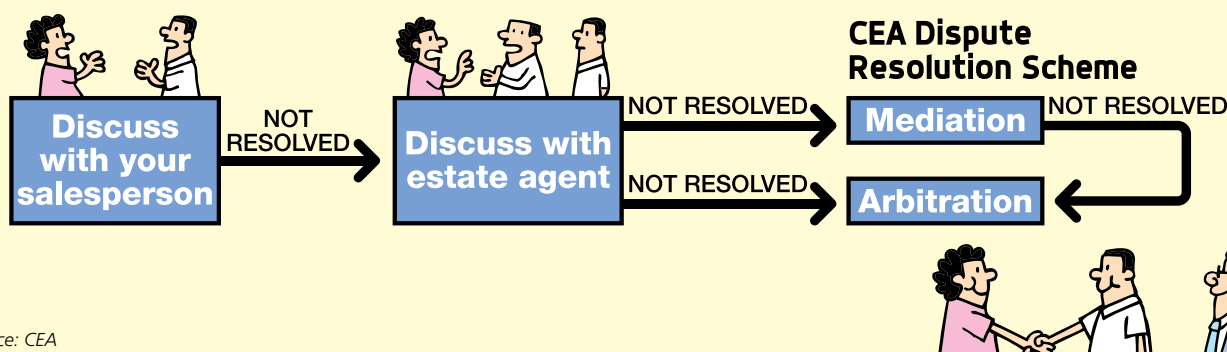 CEA Dispute
Resolution Scheme
Discuss
with your
salesperson
NOT
RESOLVED
Discuss with
estate agent
NOT RESOLVED
NOT RESOLVED
Mediation
NOT RESOLVED
Arbitration
CEA